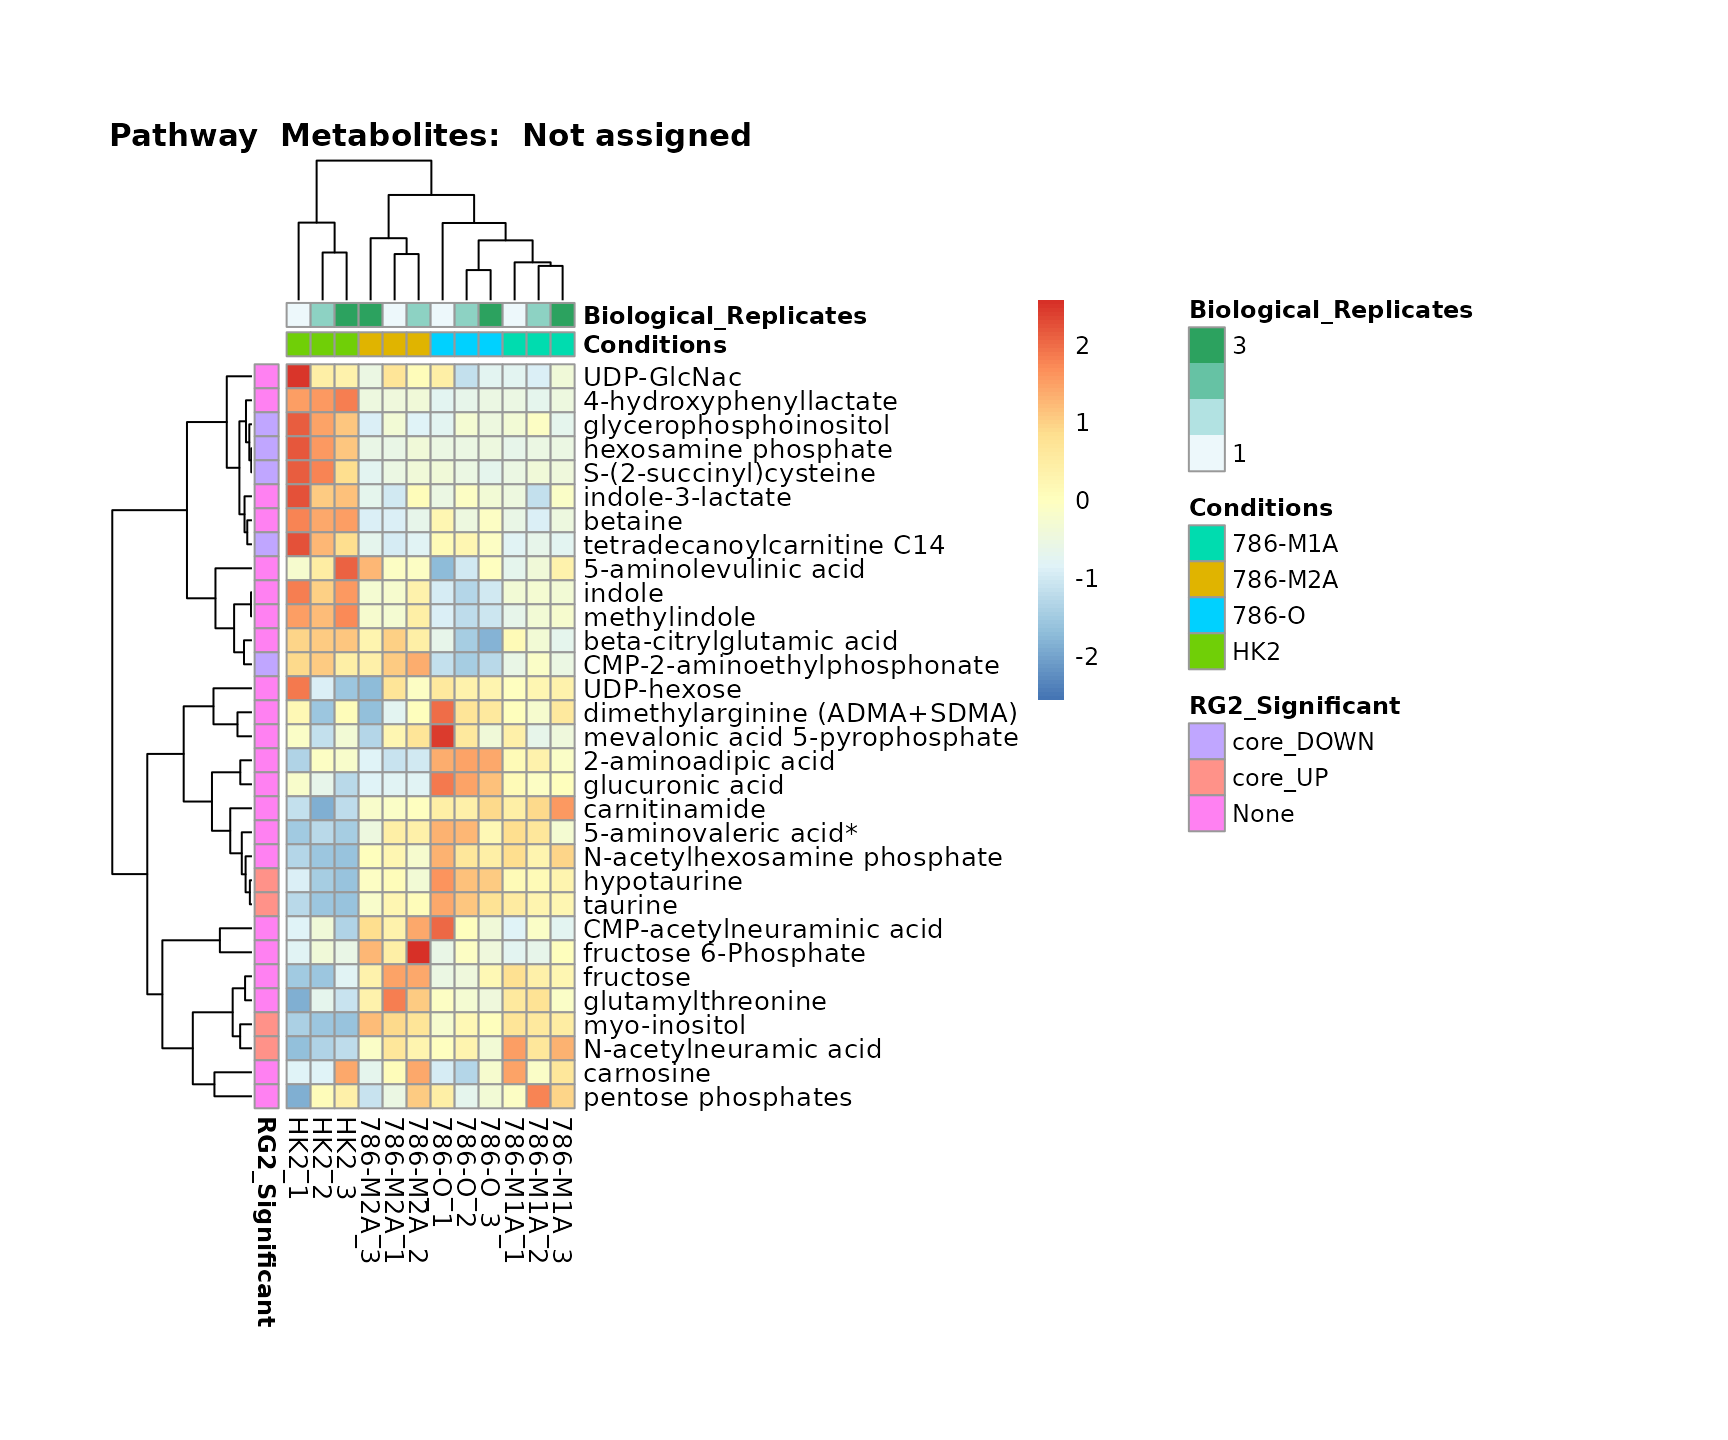 Pathway  Metabolites:  Not assigned
Biological_Replicates
Conditions
UDP-GlcNac
4-hydroxyphenyllactate
glycerophosphoinositol
hexosamine phosphate
S-(2-succinyl)cysteine
indole-3-lactate
betaine
tetradecanoylcarnitine C14
5-aminolevulinic acid
indole
methylindole
beta-citrylglutamic acid
CMP-2-aminoethylphosphonate
UDP-hexose
dimethylarginine (ADMA+SDMA)
mevalonic acid 5-pyrophosphate
2-aminoadipic acid
glucuronic acid
carnitinamide
5-aminovaleric acid*
N-acetylhexosamine phosphate
hypotaurine
taurine
CMP-acetylneuraminic acid
fructose 6-Phosphate
fructose
glutamylthreonine
myo-inositol
N-acetylneuramic acid
carnosine
pentose phosphates
RG2_Significant
HK2_1
HK2_2
HK2_3
786-M2A_3
786-M2A_1
786-M2A_2
786-O_1
786-O_2
786-O_3
786-M1A_1
786-M1A_2
786-M1A_3
2
1
0
-1
-2
Biological_Replicates
3
1
Conditions
786-M1A
786-M2A
786-O
HK2
RG2_Significant
core_DOWN
core_UP
None